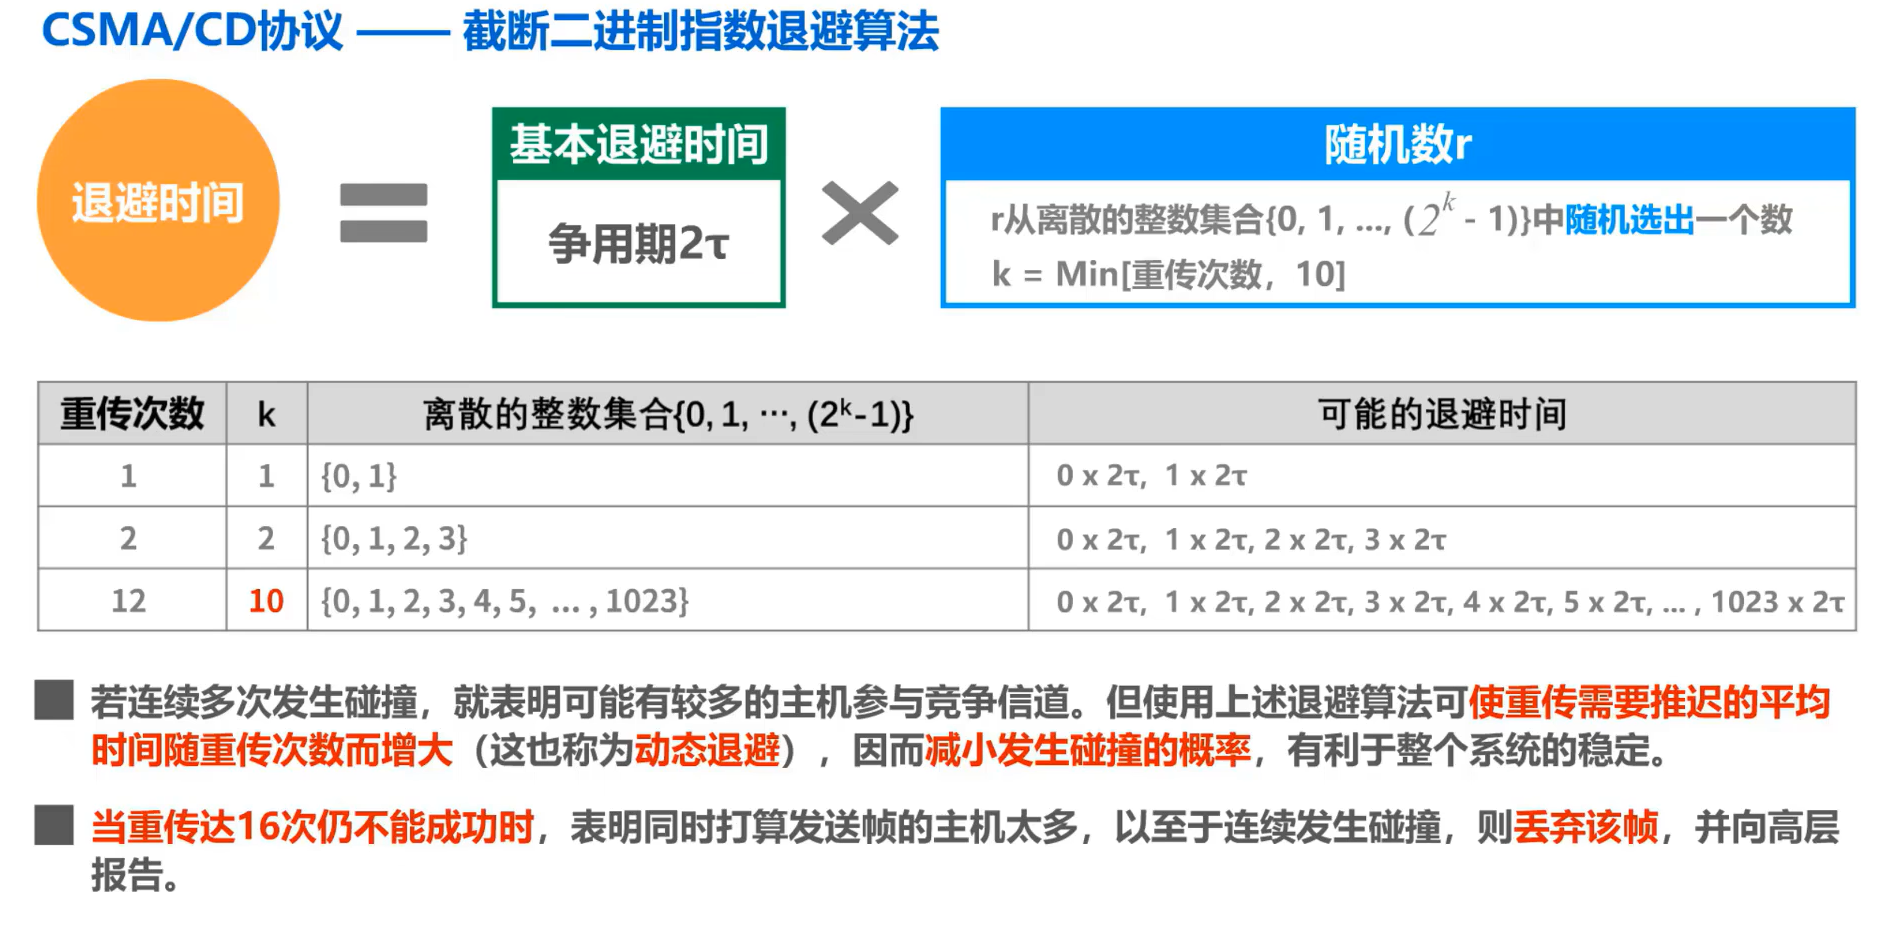 CSMA/CD协议 —— 截断二进制指数退避算法
退避时间
=
基本退避时间
争用期2τ
×
随机数r
r从离散的整数集合{0, 1, ..., (2^k - 1)}中随机选出一个数
k = Min[重传次数，10]
重传次数 k 离散的整数集合{0, 1, ⋯, (2^k-1)} 可能的退避时间
1 1 {0, 1} 0 x 2τ, 1 x 2τ
2 2 {0, 1, 2, 3} 0 x 2τ, 1 x 2τ, 2 x 2τ, 3 x 2τ
12 10 {0, 1, 2, 3, 4, 5, ... , 1023} 0 x 2τ, 1 x 2τ, 2 x 2τ, 3 x 2τ, 4 x 2τ, 5 x 2τ, ... , 1023 x 2τ
若连续多次发生碰撞，就表明可能有较多的主机参与竞争信道。但使用上述退避算法可使重传需要推迟的平均
时间随重传次数而增大（这也称为动态退避），因而减小发生碰撞的概率，有利于整个系统的稳定。
当重传达16次仍不能成功时，表明同时打算发送帧的主机太多，以至于连续发生碰撞，则丢弃该帧，并向高层
报告。